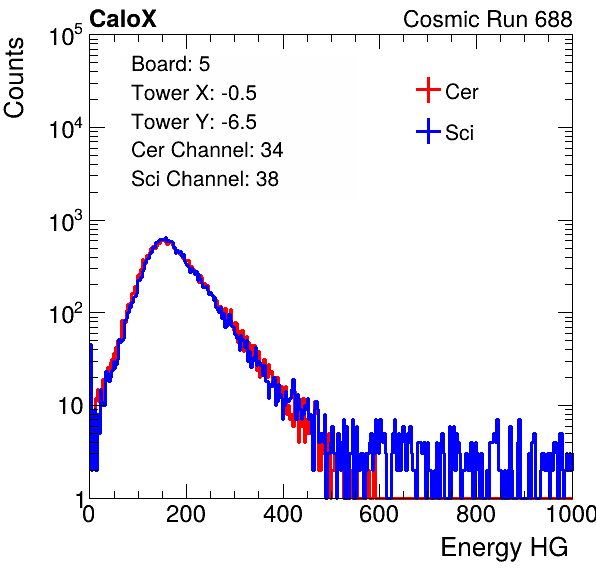 CaloX Cosmic Run 688
Counts
10^5
10^4
10^3
10^2
10
1
Board: 5
Tower X: -0.5
Tower Y: -6.5
Cer Channel: 34
Sci Channel: 38
Cer
Sci
0 200 400 600 800 1000
Energy HG